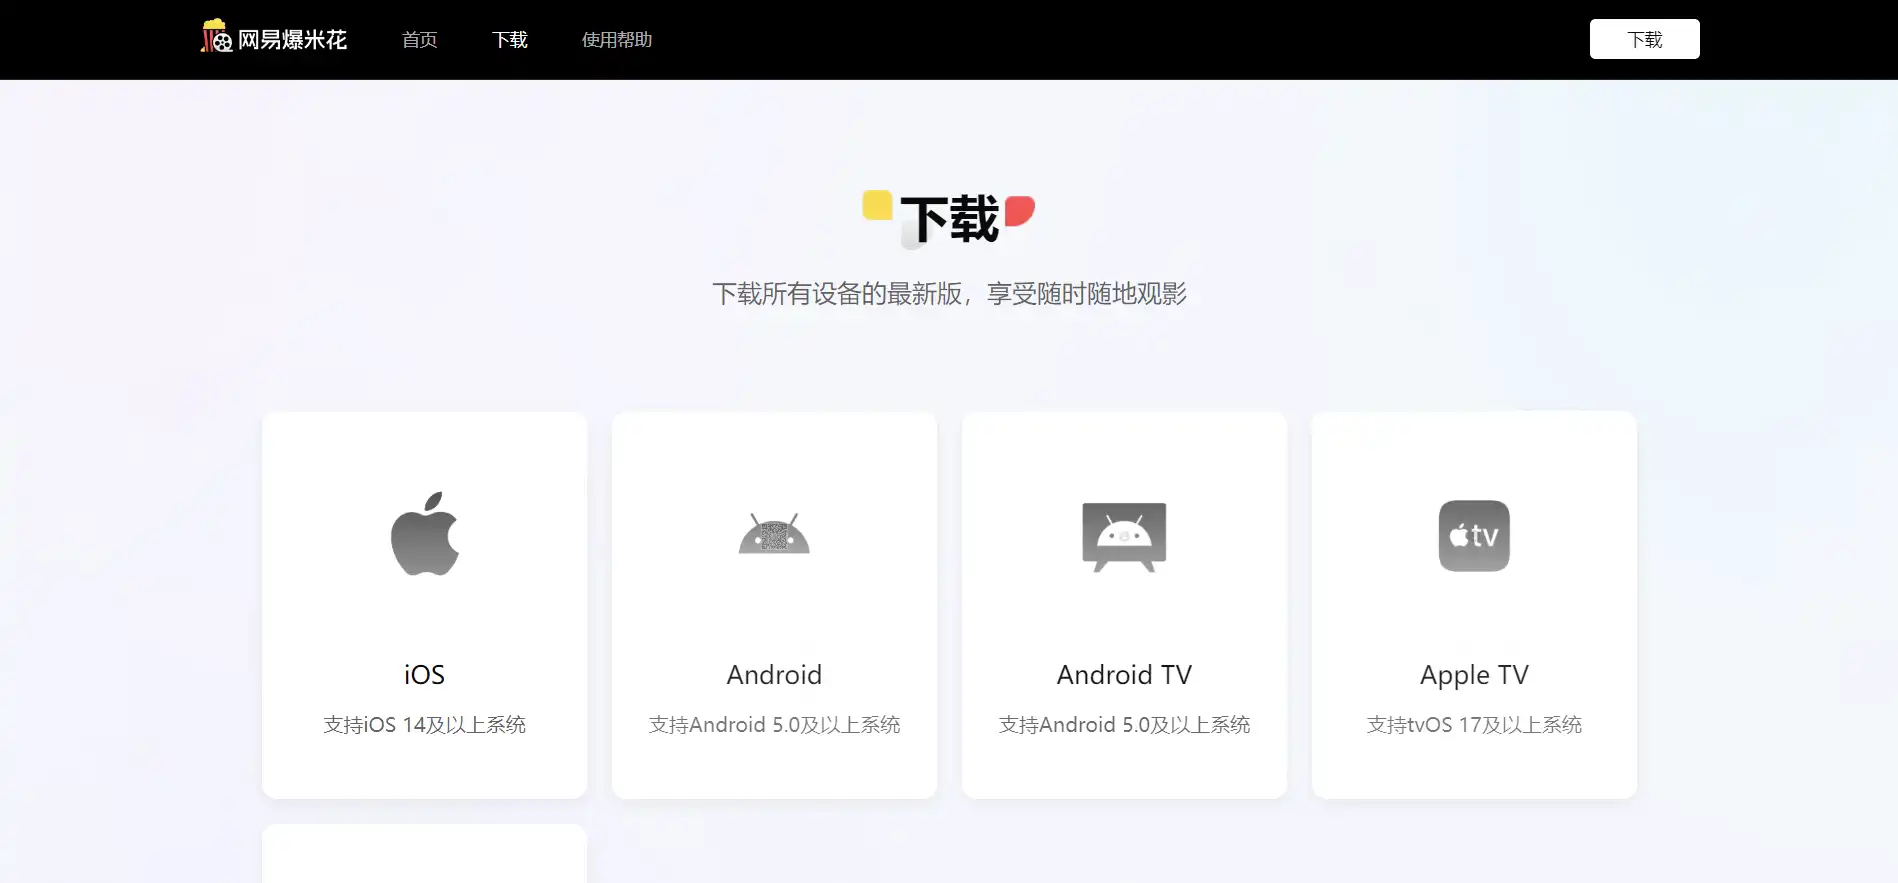 网易爆米花
首页
下载
使用帮助
下载
下载
下载所有设备的最新版，享受随时随地观影
tv
iOS
支持iOS 14及以上系统
Android
支持Android 5.0及以上系统
Android TV
支持Android 5.0及以上系统
Apple TV
支持tvOS 17及以上系统